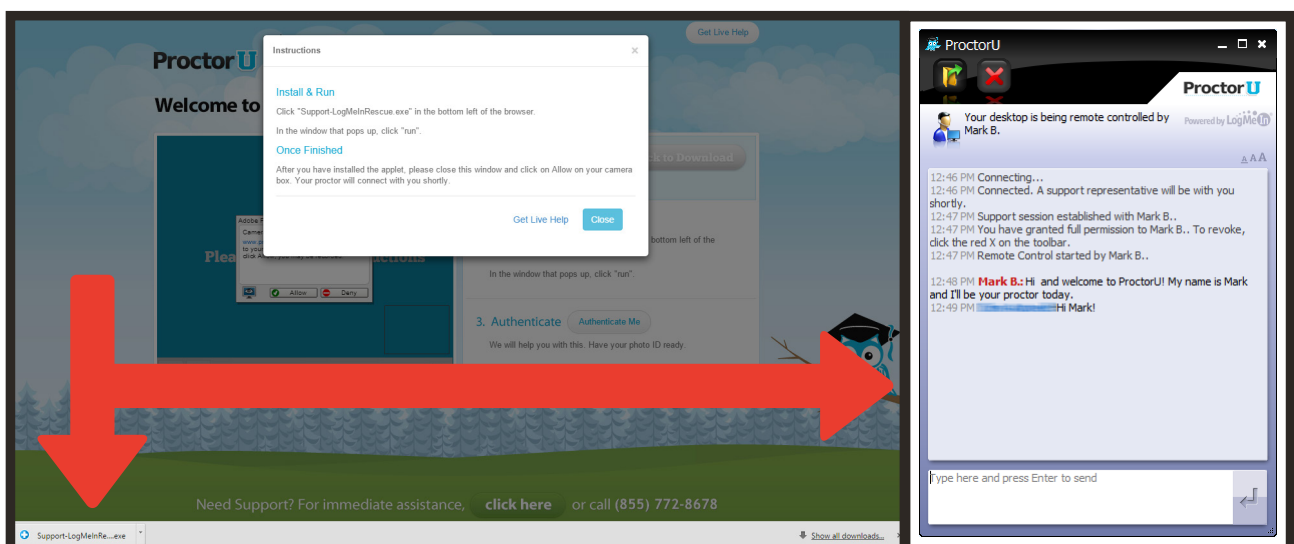 Get Live Help
ProctorU
Welcome to
Instructions
×
Install & Run
Click "Support-LogMeInRescue.exe" in the bottom left of the browser.
In the window that pops up, click "run".
Once Finished
After you have installed the applet, please close this window and click on Allow on your camera
box. Your proctor will connect with you shortly.
Get Live Help
Close
to Download
Adobe
Plea
Allow
Deny
bottom left of the
In the window that pops up, click "run".
3. Authenticate
Authenticate Me
We will help you with this. Have your photo ID ready.
Need Support? For immediate assistance, click here or call (855) 772-8678
Support-LogMeInRe....exe
Show all downloads...
ProctorU
ProctorU
Your desktop is being remote controlled by
Mark B.
Powered by LogMeIn
A A A
12:46 PM Connecting...
12:46 PM Connected. A support representative will be with you
shortly.
12:47 PM Support session established with Mark B..
12:47 PM You have granted full permission to Mark B.. To revoke,
click the red X on the toolbar.
12:47 PM Remote Control started by Mark B..
12:48 PM Mark B.: Hi and welcome to ProctorU! My name is Mark
and I'll be your proctor today.
12:49 PM Hi Mark!
Type here and press Enter to send